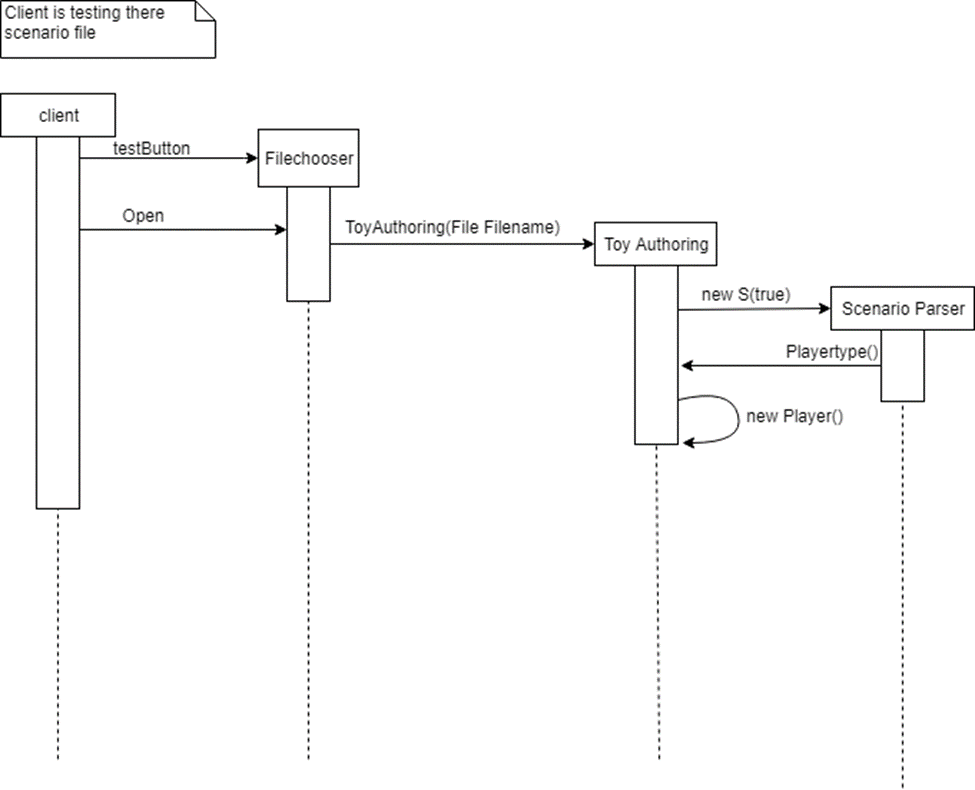 Client is testing there
scenario file
client
testButton
Filechooser
Open
ToyAuthoring(File Filename)
Toy Authoring
new S(true)
Scenario Parser
Playertype()
new Player()